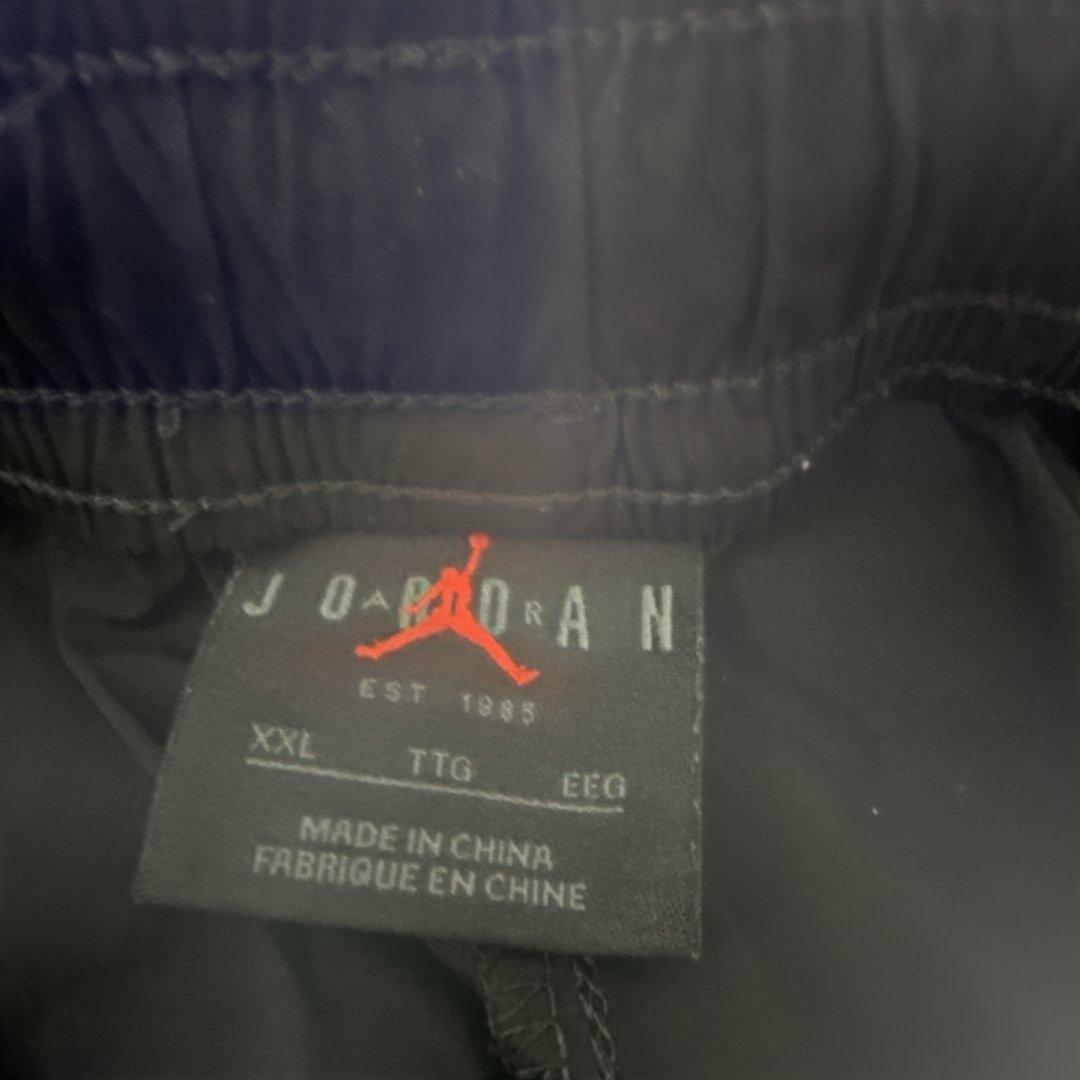 JORDAN
AIR
EST 1985
XXL TTG EEG
MADE IN CHINA
FABRIQUE EN CHINE